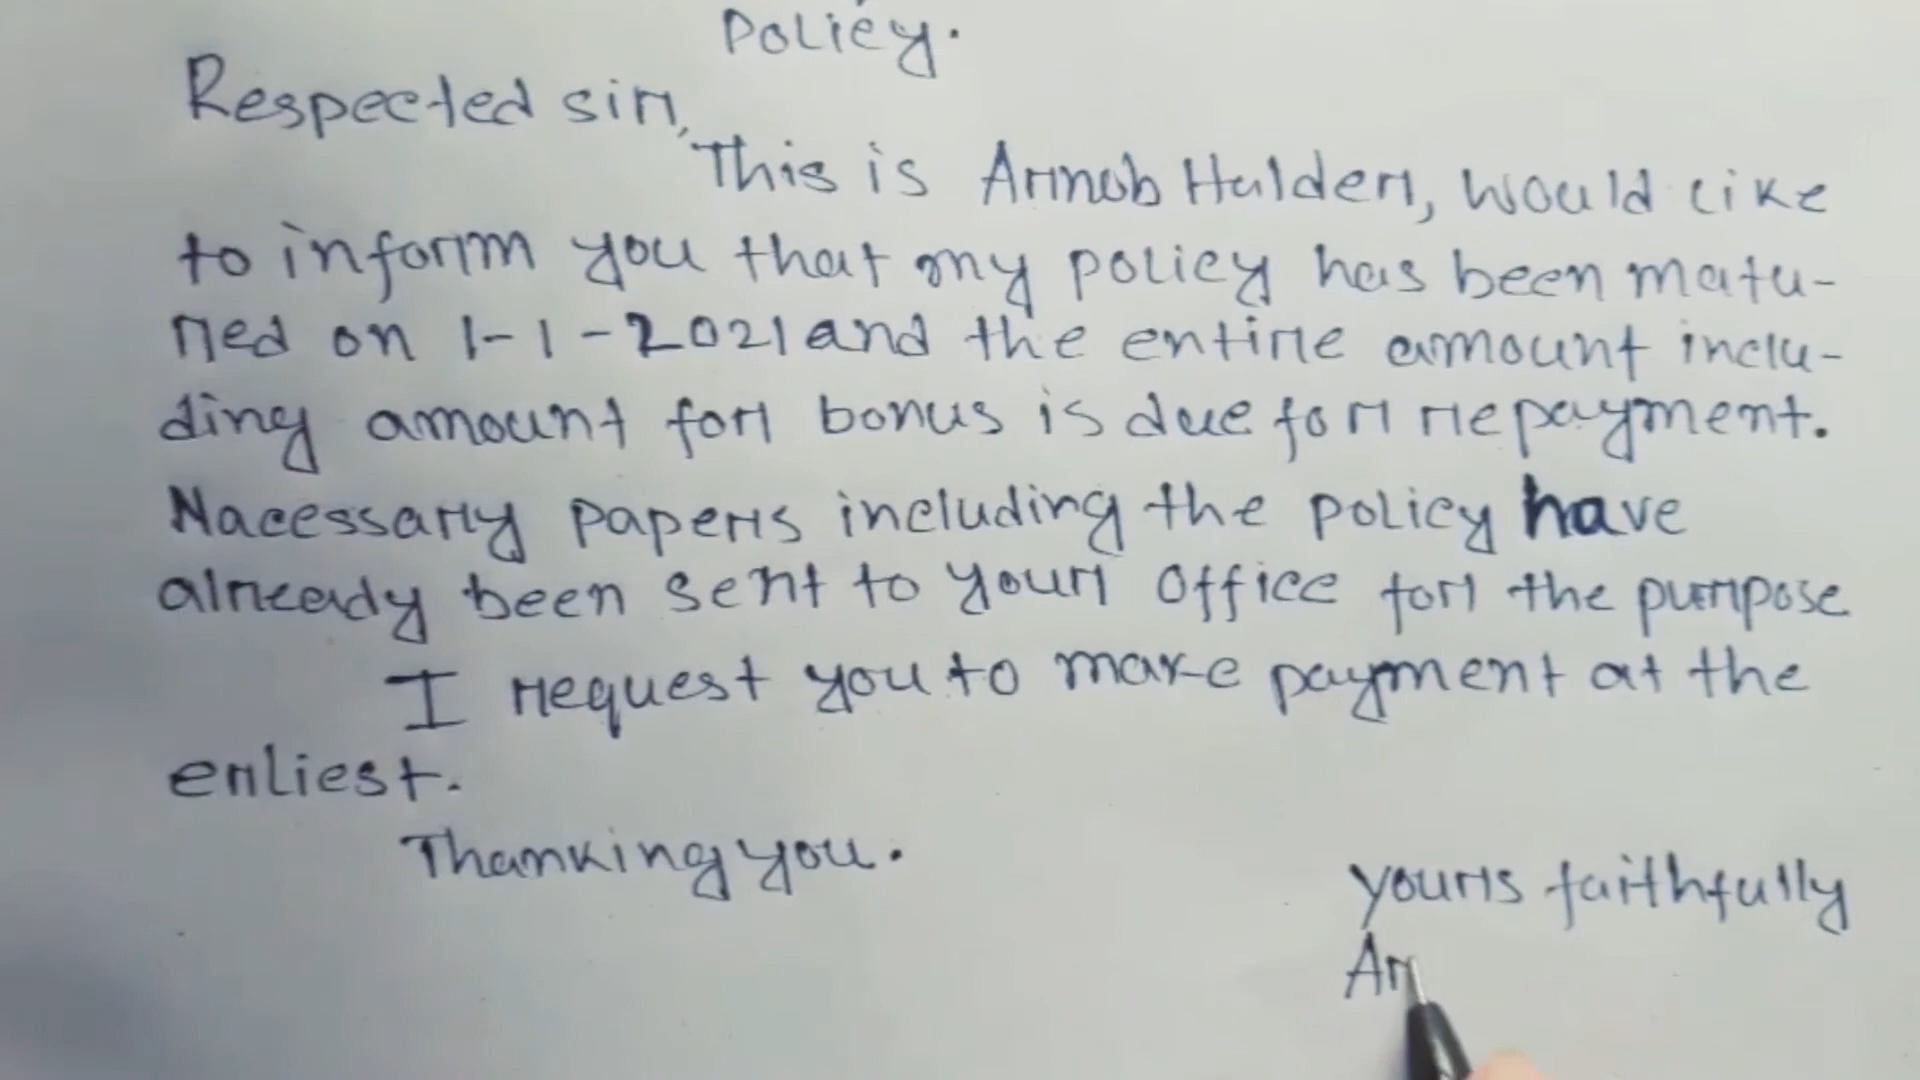 Policy.
Respected sir,
This is Arnab Halder, would like
to inform you that my policy has been matu-
red on 1-1-2021 and the entire amount inclu-
ding amount for bonus is due for repayment.
Nacessary papers including the policy have
already been sent to your office for the purpose
I request you to make payment at the
erliest.
Thanking you.
yours faithfully
Ar